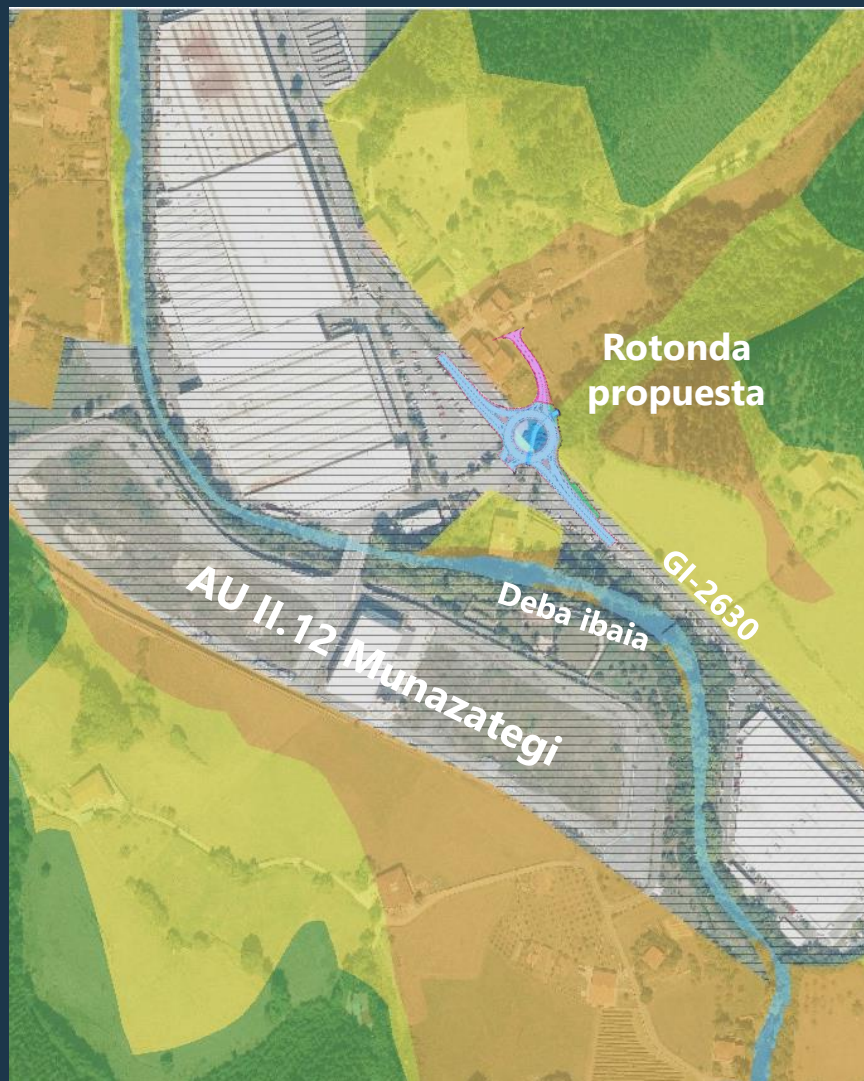 Rotonda
propuesta
GI-2630
Deba ibaia
AU II.12 Munazategi